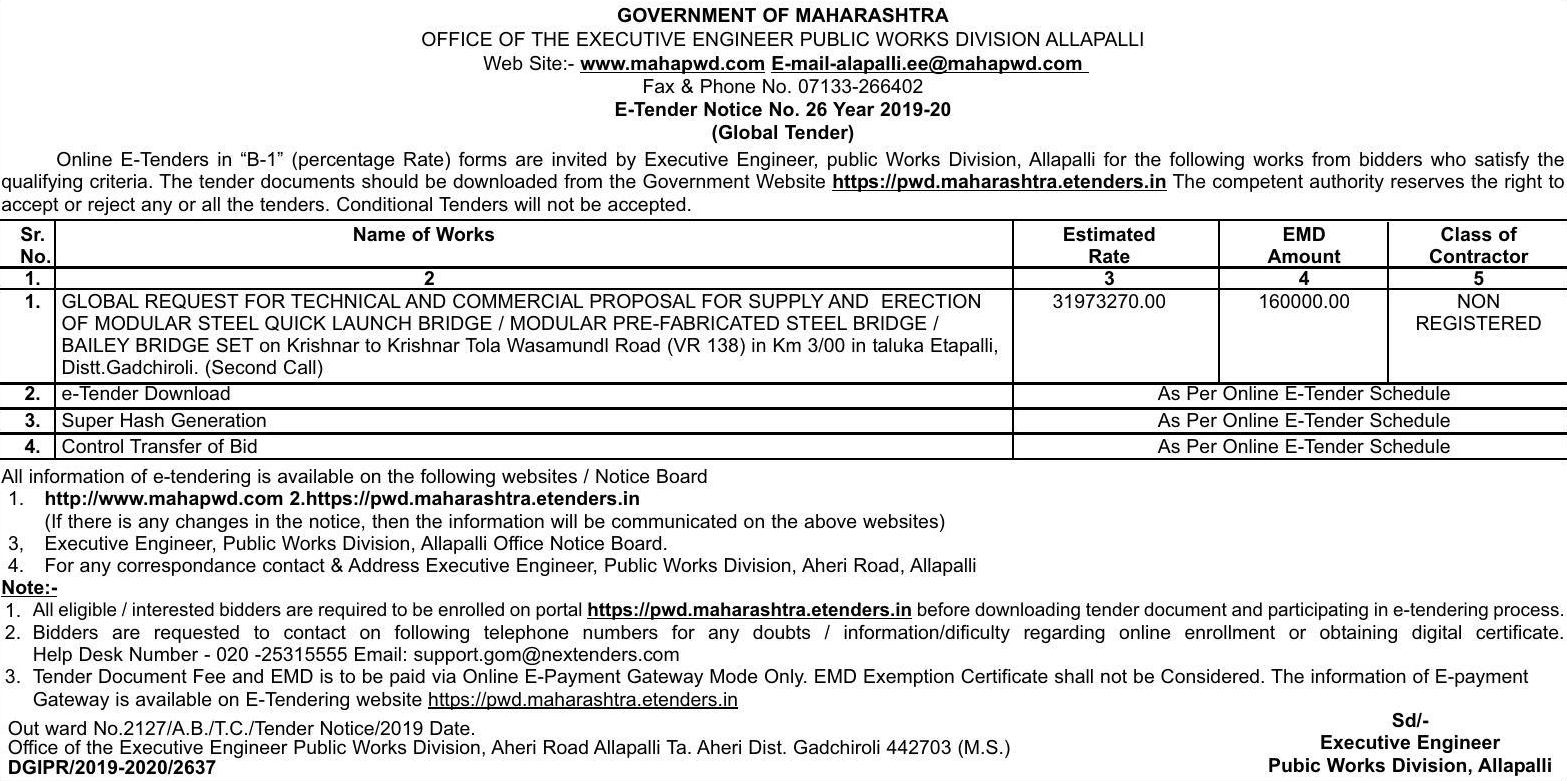 GOVERNMENT OF MAHARASHTRA
OFFICE OF THE EXECUTIVE ENGINEER PUBLIC WORKS DIVISION ALLAPALLI
Web Site:- www.mahapwd.com E-mail-alapalli.ee@mahapwd.com
Fax & Phone No. 07133-266402
E-Tender Notice No. 26 Year 2019-20
(Global Tender)
Online E-Tenders in “B-1” (percentage Rate) forms are invited by Executive Engineer, public Works Division, Allapalli for the following works from bidders who satisfy the
qualifying criteria. The tender documents should be downloaded from the Government Website https://pwd.maharashtra.etenders.in The competent authority reserves the right to
accept or reject any or all the tenders. Conditional Tenders will not be accepted.
Sr. No. Name of Works Estimated Rate EMD Amount Class of Contractor
1. 2 3 4 5
1. GLOBAL REQUEST FOR TECHNICAL AND COMMERCIAL PROPOSAL FOR SUPPLY AND ERECTION 31973270.00 160000.00 NON
OF MODULAR STEEL QUICK LAUNCH BRIDGE / MODULAR PRE-FABRICATED STEEL BRIDGE / REGISTERED
BAILEY BRIDGE SET on Krishnar to Krishnar Tola Wasamundl Road (VR 138) in Km 3/00 in taluka Etapalli,
Distt.Gadchiroli. (Second Call)
2. e-Tender Download As Per Online E-Tender Schedule
3. Super Hash Generation As Per Online E-Tender Schedule
4. Control Transfer of Bid As Per Online E-Tender Schedule
All information of e-tendering is available on the following websites / Notice Board
1. http://www.mahapwd.com 2.https://pwd.maharashtra.etenders.in
(If there is any changes in the notice, then the information will be communicated on the above websites)
3, Executive Engineer, Public Works Division, Allapalli Office Notice Board.
4. For any correspondance contact & Address Executive Engineer, Public Works Division, Aheri Road, Allapalli
Note:-
1. All eligible / interested bidders are required to be enrolled on portal https://pwd.maharashtra.etenders.in before downloading tender document and participating in e-tendering process.
2. Bidders are requested to contact on following telephone numbers for any doubts / information/dificulty regarding online enrollment or obtaining digital certificate.
Help Desk Number - 020 -25315555 Email: support.gom@nextenders.com
3. Tender Document Fee and EMD is to be paid via Online E-Payment Gateway Mode Only. EMD Exemption Certificate shall not be Considered. The information of E-payment
Gateway is available on E-Tendering website https://pwd.maharashtra.etenders.in
Out ward No.2127/A.B./T.C./Tender Notice/2019 Date.
Office of the Executive Engineer Public Works Division, Aheri Road Allapalli Ta. Aheri Dist. Gadchiroli 442703 (M.S.)
DGIPR/2019-2020/2637
Sd/-
Executive Engineer
Pubic Works Division, Allapalli